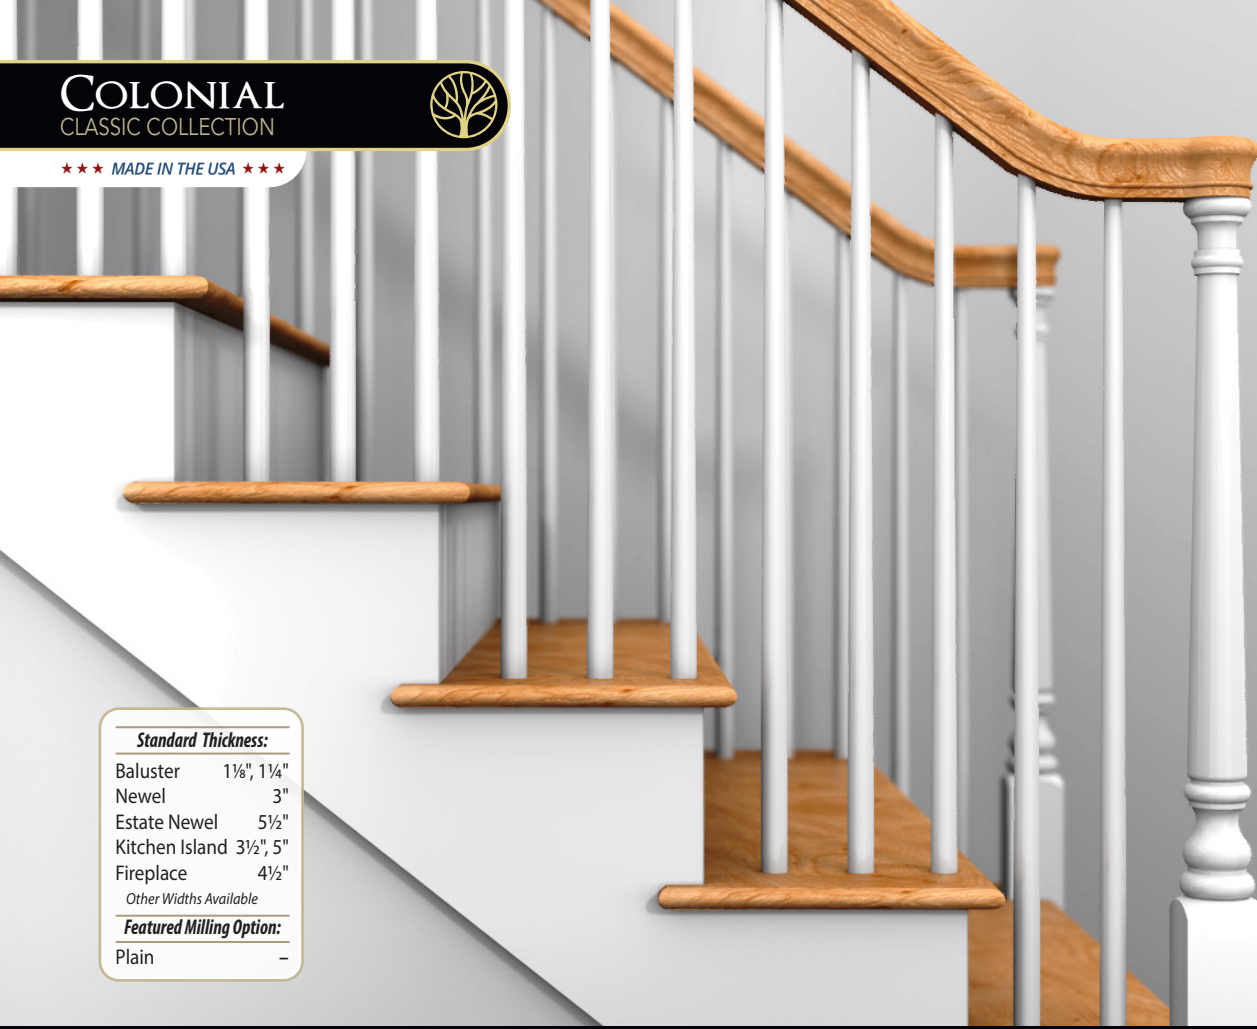 COLONIAL
CLASSIC COLLECTION
★★★ MADE IN THE USA ★★★
Standard Thickness:
Baluster 1⅛", 1¼"
Newel 3"
Estate Newel 5½"
Kitchen Island 3½", 5"
Fireplace 4½"
Other Widths Available
Featured Milling Option:
Plain –